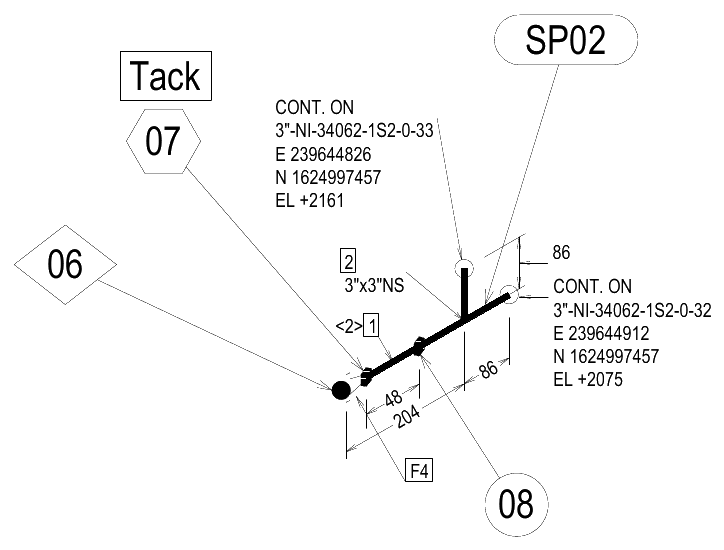 SP02
Tack
07
CONT. ON
3"-NI-34062-1S2-0-33
E 239644826
N 1624997457
EL +2161
06
86
2
3"x3"NS
CONT. ON
3"-NI-34062-1S2-0-32
E 239644912
N 1624997457
EL +2075
<2> 1
86
48
204
F4
08